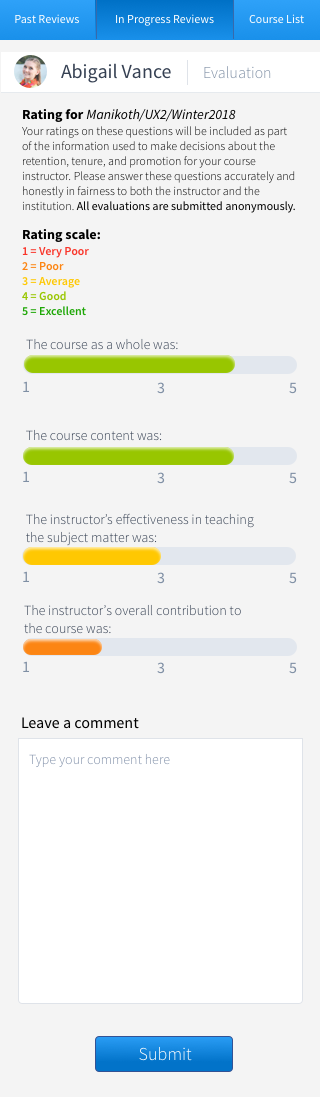 Past Reviews
In Progress Reviews
Course List
Abigail Vance
Evaluation
Rating for Manikoth/UX2/Winter2018
Your ratings on these questions will be included as part
of the information used to make decisions about the
retention, tenure, and promotion for your course
instructor. Please answer these questions accurately and
honestly in fairness to both the instructor and the
institution. All evaluations are submitted anonymously.
Rating scale:
1 = Very Poor
2 = Poor
3 = Average
4 = Good
5 = Excellent
The course as a whole was:
1 3 5
The course content was:
1 3 5
The instructor's effectiveness in teaching
the subject matter was:
1 3 5
The instructor's overall contribution to
the course was:
1 3 5
Leave a comment
Type your comment here
Submit